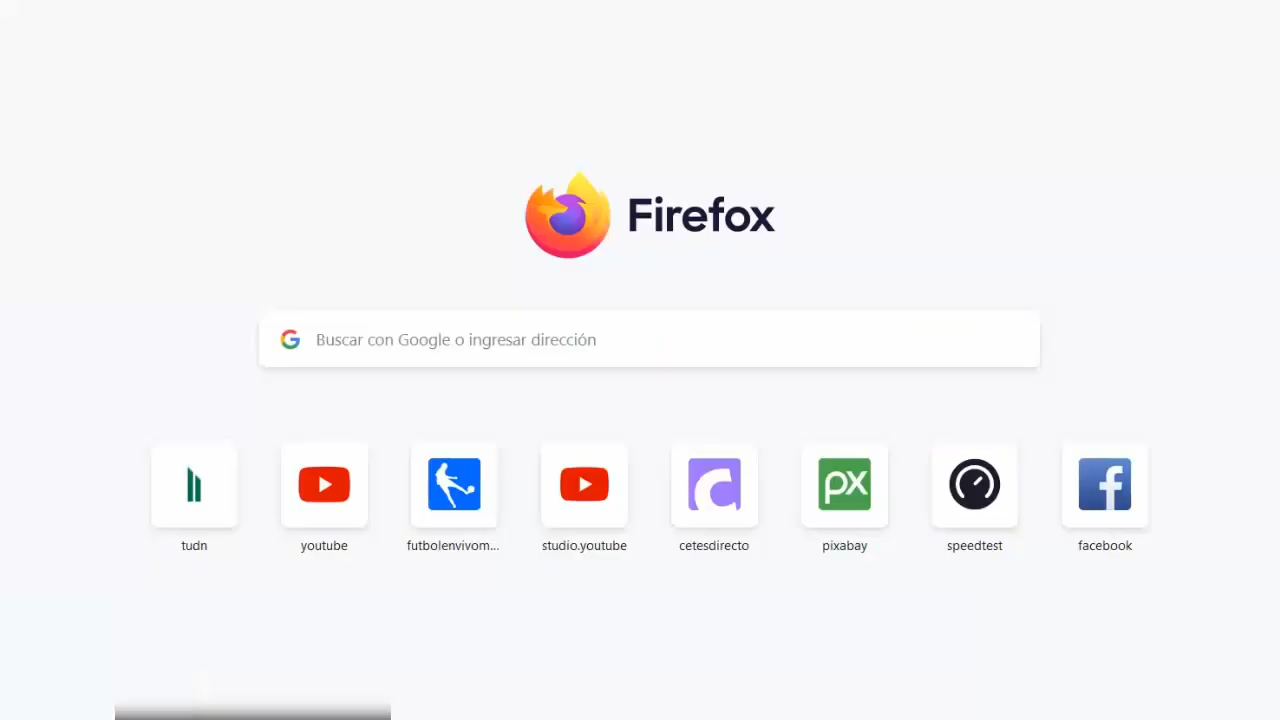 Firefox
Buscar con Google o ingresar dirección
tudn
youtube
futbolenvivom...
studio.youtube
cetesdirecto
pixabay
speedtest
facebook